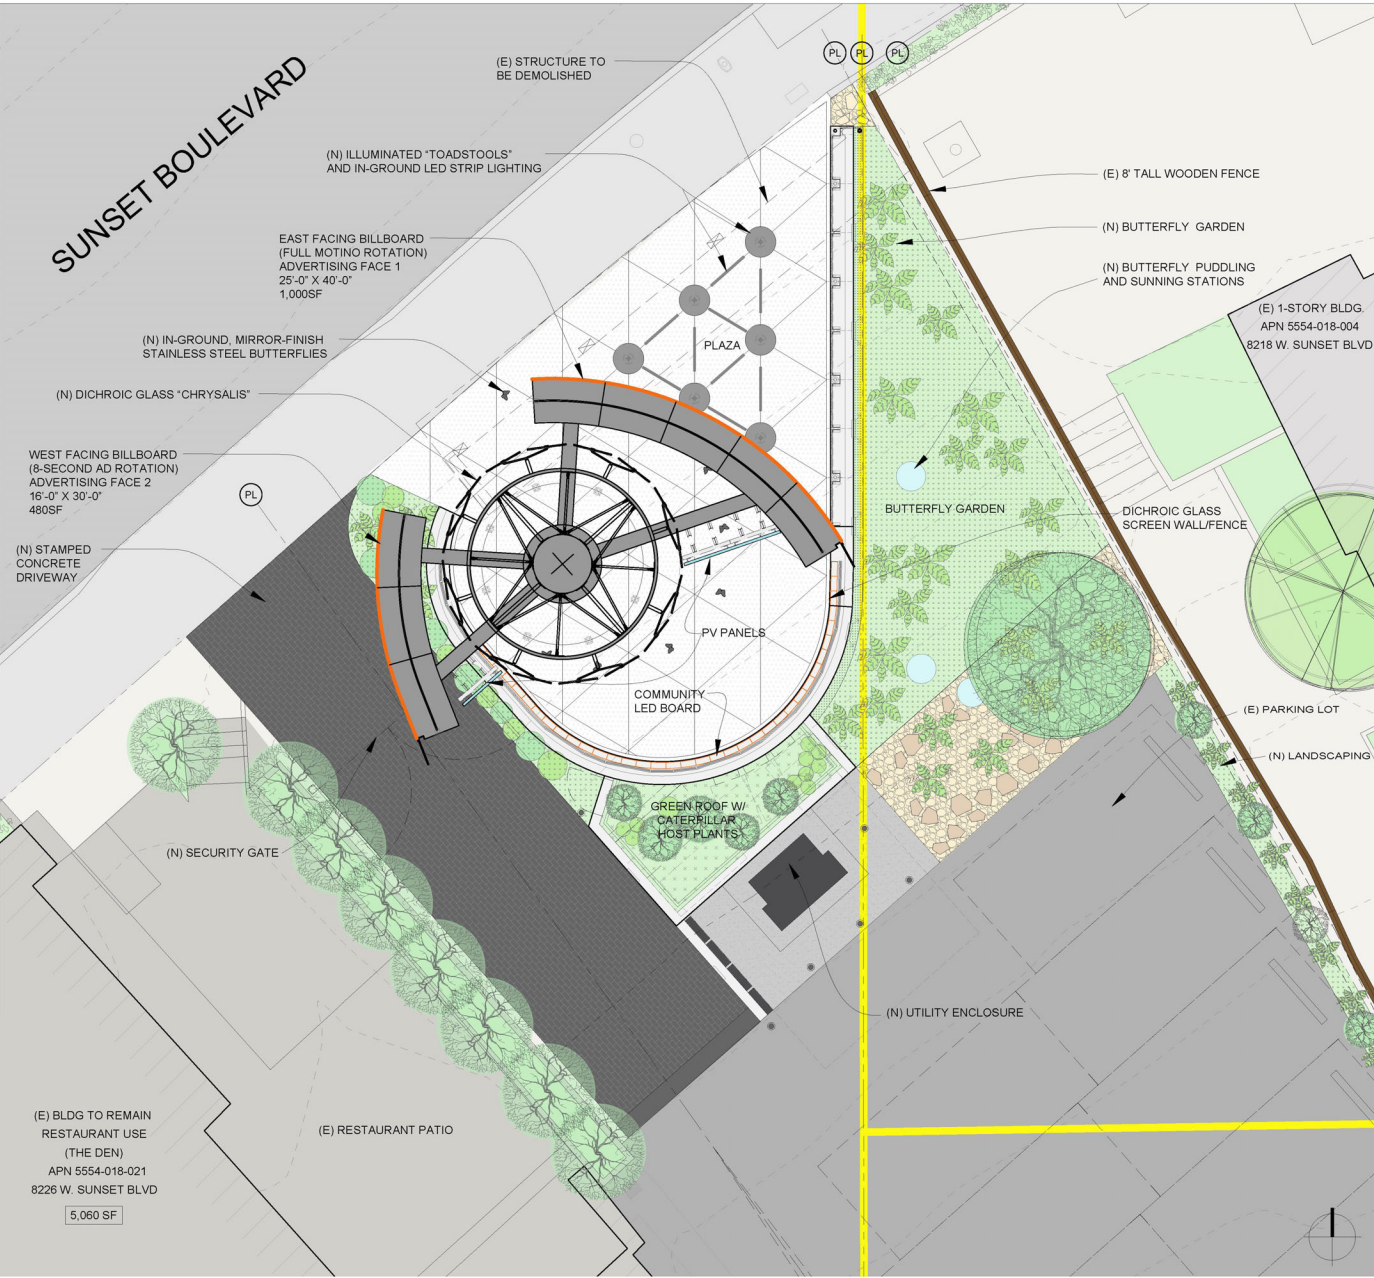 SUNSET BOULEVARD
(E) STRUCTURE TO
BE DEMOLISHED
PL
PL
PL
(N) ILLUMINATED “TOADSTOOLS”
AND IN-GROUND LED STRIP LIGHTING
(E) 8' TALL WOODEN FENCE
(N) BUTTERFLY GARDEN
(N) BUTTERFLY PUDDLING
AND SUNNING STATIONS
EAST FACING BILLBOARD
(FULL MOTINO ROTATION)
ADVERTISING FACE 1
25'-0" X 40'-0"
1,000SF
(E) 1-STORY BLDG.
APN 5554-018-004
8218 W. SUNSET BLVD
(N) IN-GROUND, MIRROR-FINISH
STAINLESS STEEL BUTTERFLIES
PLAZA
(N) DICHROIC GLASS “CHRYSALIS”
WEST FACING BILLBOARD
(8-SECOND AD ROTATION)
ADVERTISING FACE 2
16'-0" X 30'-0"
480SF
PL
BUTTERFLY GARDEN
DICHROIC GLASS
SCREEN WALL/FENCE
(N) STAMPED
CONCRETE
DRIVEWAY
PV PANELS
COMMUNITY
LED BOARD
(E) PARKING LOT
(N) LANDSCAPING
GREEN ROOF W/
CATERPILLAR
HOST PLANTS
(N) SECURITY GATE
(N) UTILITY ENCLOSURE
(E) BLDG TO REMAIN
RESTAURANT USE
(THE DEN)
APN 5554-018-021
8226 W. SUNSET BLVD
5,060 SF
(E) RESTAURANT PATIO